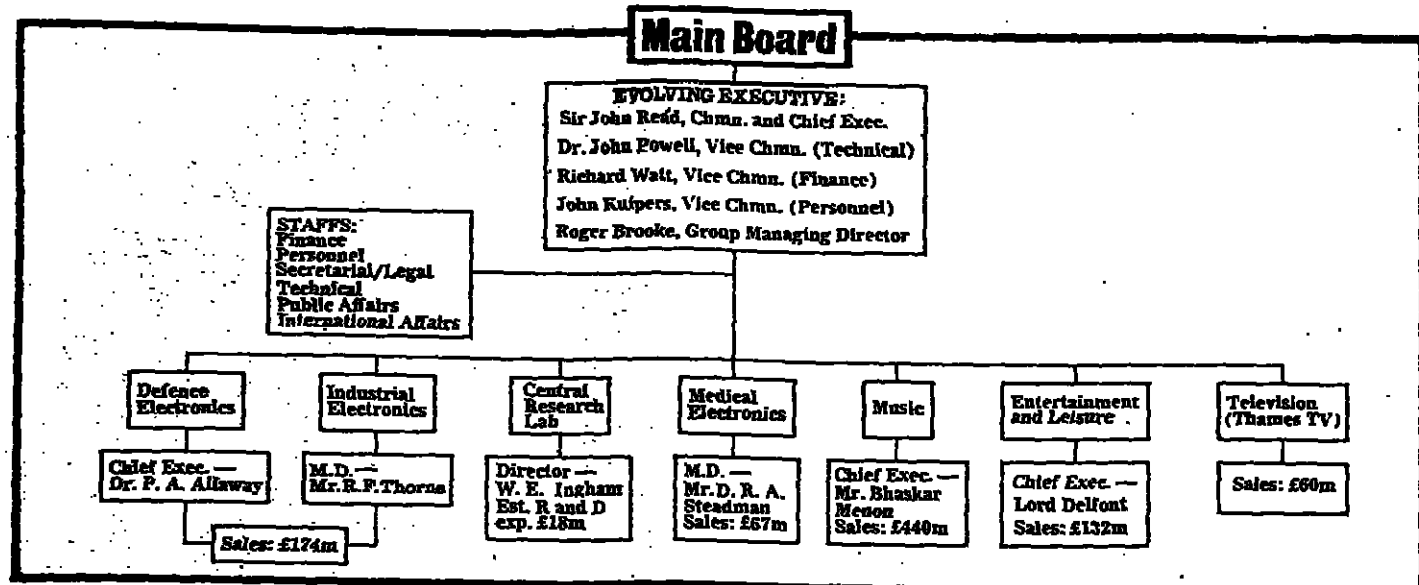 Main Board
EVOLVING EXECUTIVE:
Sir John Read, Chmn. and Chief Exec.
Dr. John Powell, Vice Chmn. (Technical)
Richard Watt, Vice Chmn. (Finance)
John Kuipers, Vice Chmn. (Personnel)
Roger Brooke, Group Managing Director
STAFFS:
Finance
Personnel
Secretarial/Legal
Technical
Public Affairs
International Affairs
Defence
Electronics
Chief Exec. —
Dr. P. A. Allaway
Industrial
Electronics
M.D. —
Mr. R. F. Thorne
Sales: £174m
Central
Research
Lab
Director —
W. E. Ingham
Est. R and D
exp. £18m
Medical
Electronics
M.D. —
Mr. D. R. A.
Steadman
Sales: £67m
Music
Chief Exec. —
Mr. Bhaskar
Menon
Sales: £440m
Entertainment
and Leisure
Chief Exec. —
Lord Delfont
Sales: £132m
Television
(Thames TV)
Sales: £60m